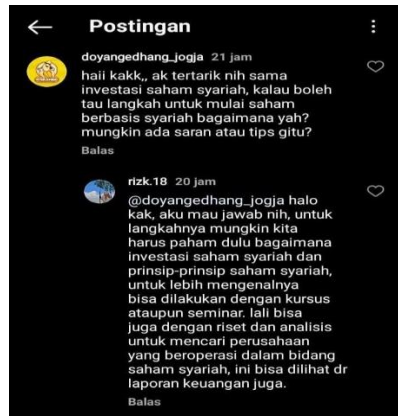 Postingan
doyangedhang_jogja 21 jam
haii kakk,, ak tertarik nih sama
investasi saham syariah, kalau boleh
tau langkah untuk mulai saham
berbasis syariah bagaimana yah?
mungkin ada saran atau tips gitu?
Balas
rizk.18 20 jam
@doyangedhang_jogja halo
kak, aku mau jawab nih, untuk
langkahnya mungkin kita
harus paham dulu bagaimana
investasi saham syariah dan
prinsip-prinsip saham syariah,
untuk lebih mengenalnya
bisa dilakukan dengan kursus
ataupun seminar. lali bisa
juga dengan riset dan analisis
untuk mencari perusahaan
yang beroperasi dalam bidang
saham syariah, ini bisa dilihat dr
laporan keuangan juga.
Balas